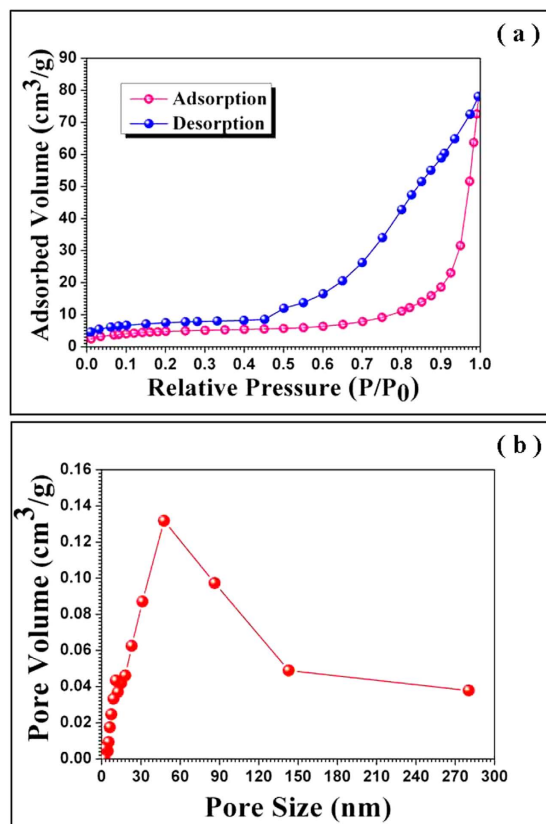 ( a )
90
80
70
60
50
40
30
20
10
0
Adsorbed Volume (cm³/g)
Adsorption
Desorption
0.0 0.1 0.2 0.3 0.4 0.5 0.6 0.7 0.8 0.9 1.0
Relative Pressure (P/P₀)
( b )
0.16
0.14
0.12
0.10
0.08
0.06
0.04
0.02
0.00
Pore Volume (cm³/g)
0 30 60 90 120 150 180 210 240 270 300
Pore Size (nm)